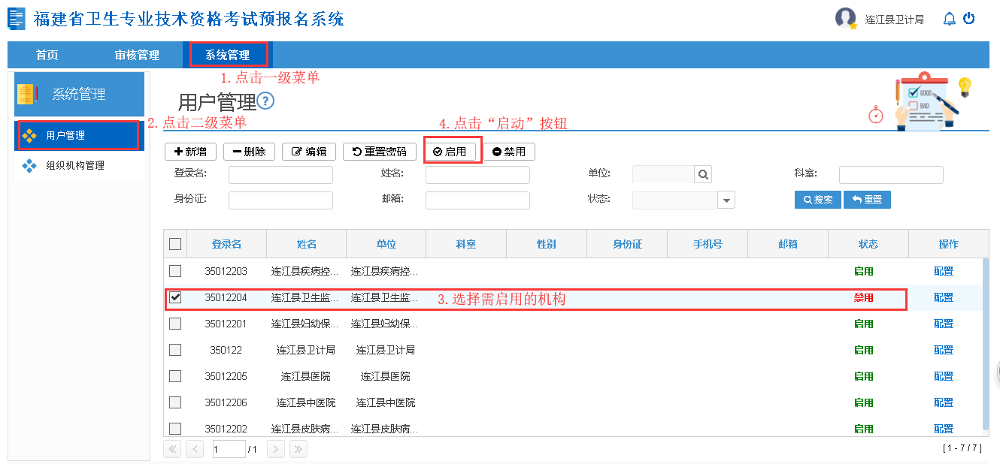 福建省卫生专业技术资格考试预报名系统
连江县卫计局
首页 审核管理 系统管理
1. 点击一级菜单
系统管理
用户管理?
GOOD
BAD
2. 点击二级菜单
4. 点击“启动”按钮
用户管理
组织机构管理
新增 删除 编辑 重置密码 启用 禁用
登录名: 姓名: 单位: 科室:
身份证: 邮箱: 状态: 搜索 重置
登录名 姓名 单位 科室 性别 身份证 手机号 邮箱 状态 操作
35012203 连江县疾病控... 连江县疾病控... 启用 配置
35012204 连江县卫生监... 连江县卫生监... 3. 选择需启用的机构 禁用 配置
35012201 连江县妇幼保... 连江县妇幼保... 启用 配置
350122 连江县卫计局 连江县卫计局 启用 配置
35012205 连江县医院 连江县医院 启用 配置
35012206 连江县中医院 连江县中医院 启用 配置
35012202 连江县皮肤病... 连江县皮肤病... 启用 配置
1 / 1 [ 1 - 7 / 7 ]